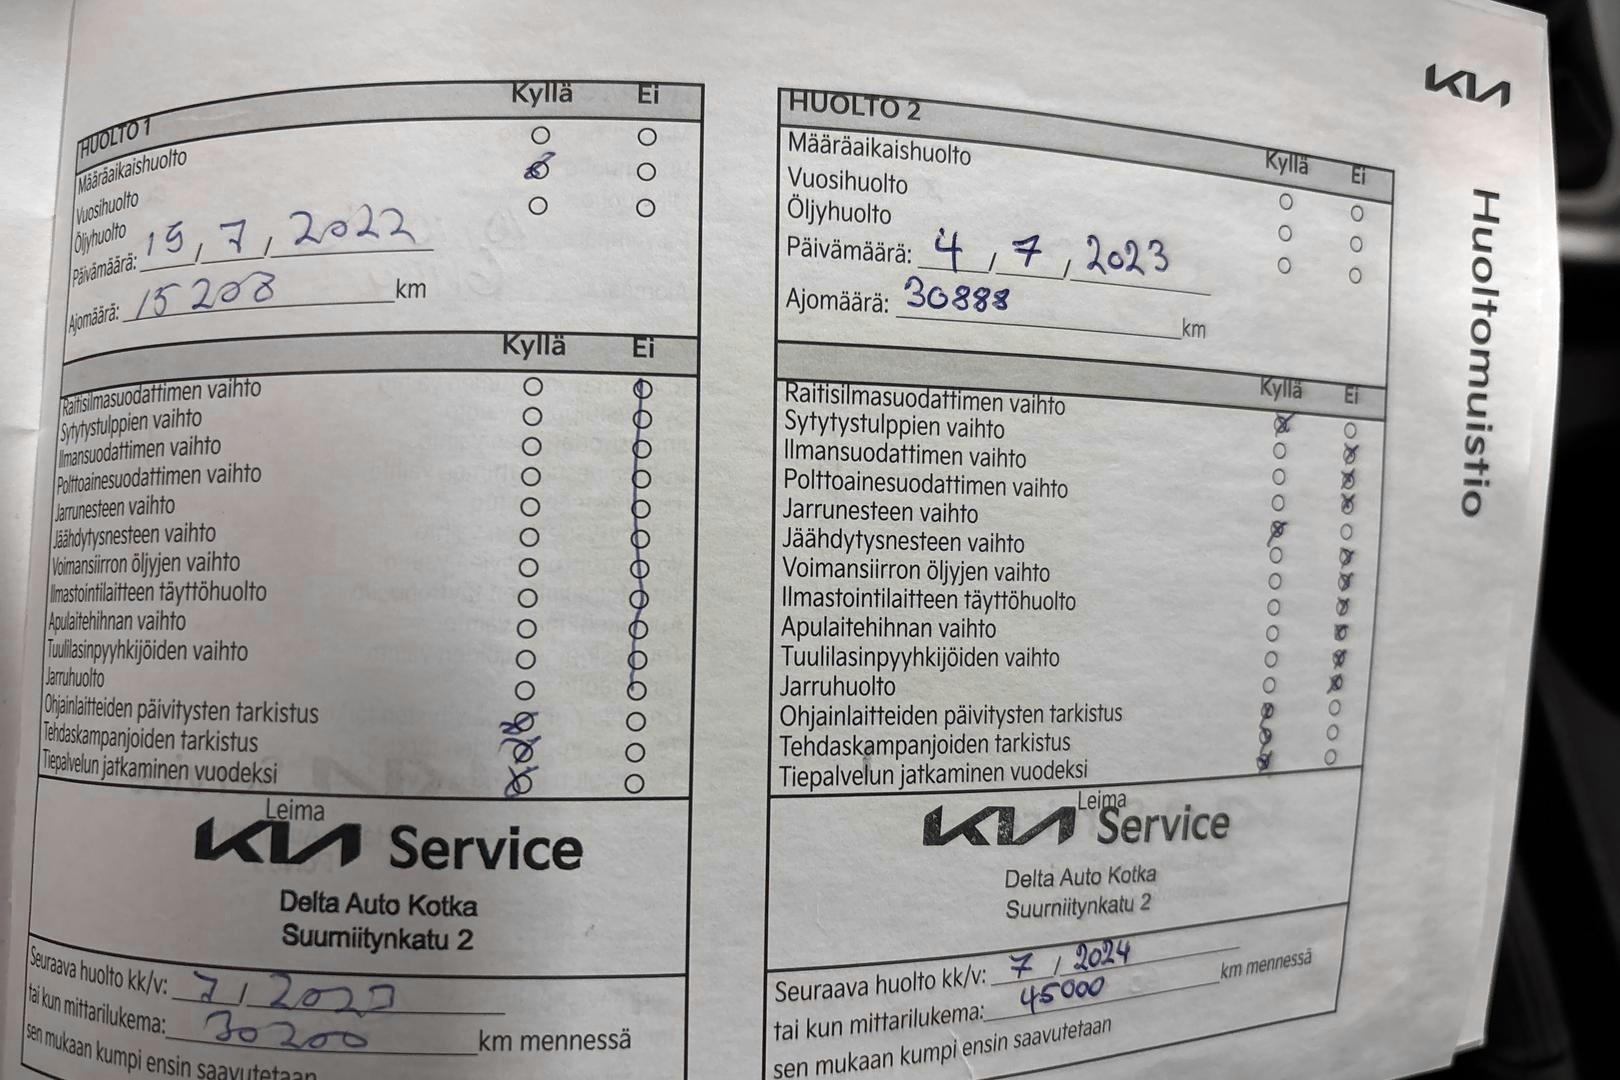 KIA
Huoltomuistio
Kyllä Ei
HUOLTO 1
Määräaikaishuolto
Vuosihuolto
Öljyhuolto
Päivämäärä: 19, 7, 2022
Ajomäärä: 15208 km
Kyllä Ei
Raitisilmasuodattimen vaihto
Sytytystulppien vaihto
Ilmansuodattimen vaihto
Polttoainesuodattimen vaihto
Jarrunesteen vaihto
Jäähdytysnesteen vaihto
Voimansiirron öljyjen vaihto
Ilmastointilaitteen täyttöhuolto
Apulaitehihnan vaihto
Tuulilasinpyyhkijöiden vaihto
Jarruhuolto
Ohjainlaitteiden päivitysten tarkistus
Tehdaskampanjoiden tarkistus
Tiepalvelun jatkaminen vuodeksi
Leima
KIA Service
Delta Auto Kotka
Suurniitynkatu 2
Seuraava huolto kk/v: 7 / 2023
tai kun mittarilukema: 30200 km mennessä
sen mukaan kumpi ensin saavutetaan
HUOLTO 2
Kyllä Ei
Määräaikaishuolto
Vuosihuolto
Öljyhuolto
Päivämäärä: 4, 7, 2023
Ajomäärä: 30888 km
Kyllä Ei
Raitisilmasuodattimen vaihto
Sytytystulppien vaihto
Ilmansuodattimen vaihto
Polttoainesuodattimen vaihto
Jarrunesteen vaihto
Jäähdytysnesteen vaihto
Voimansiirron öljyjen vaihto
Ilmastointilaitteen täyttöhuolto
Apulaitehihnan vaihto
Tuulilasinpyyhkijöiden vaihto
Jarruhuolto
Ohjainlaitteiden päivitysten tarkistus
Tehdaskampanjoiden tarkistus
Tiepalvelun jatkaminen vuodeksi
Leima
KIA Service
Delta Auto Kotka
Suurniitynkatu 2
Seuraava huolto kk/v: 7 / 2024
tai kun mittarilukema: 45000 km mennessä
sen mukaan kumpi ensin saavutetaan